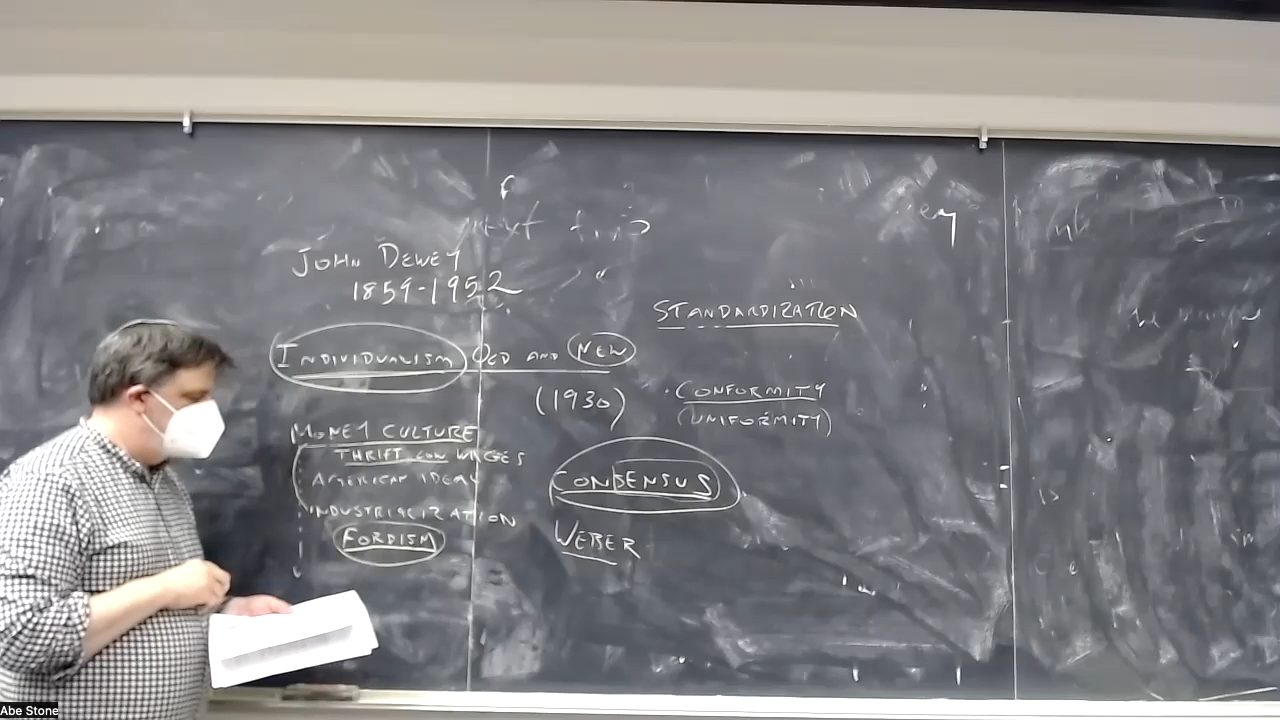 JOHN DEWEY
1859-1952
INDIVIDUALISM OLD AND NEW
(1930)
MONEY CULTURE
THRIFT CON WAGES
AMERICAN IDEAL
INDUSTRIALIZATION
FORDISM
STANDARDIZATION
CONFORMITY
(UNIFORMITY)
CONSENSUS
WEBER
Abe Stone